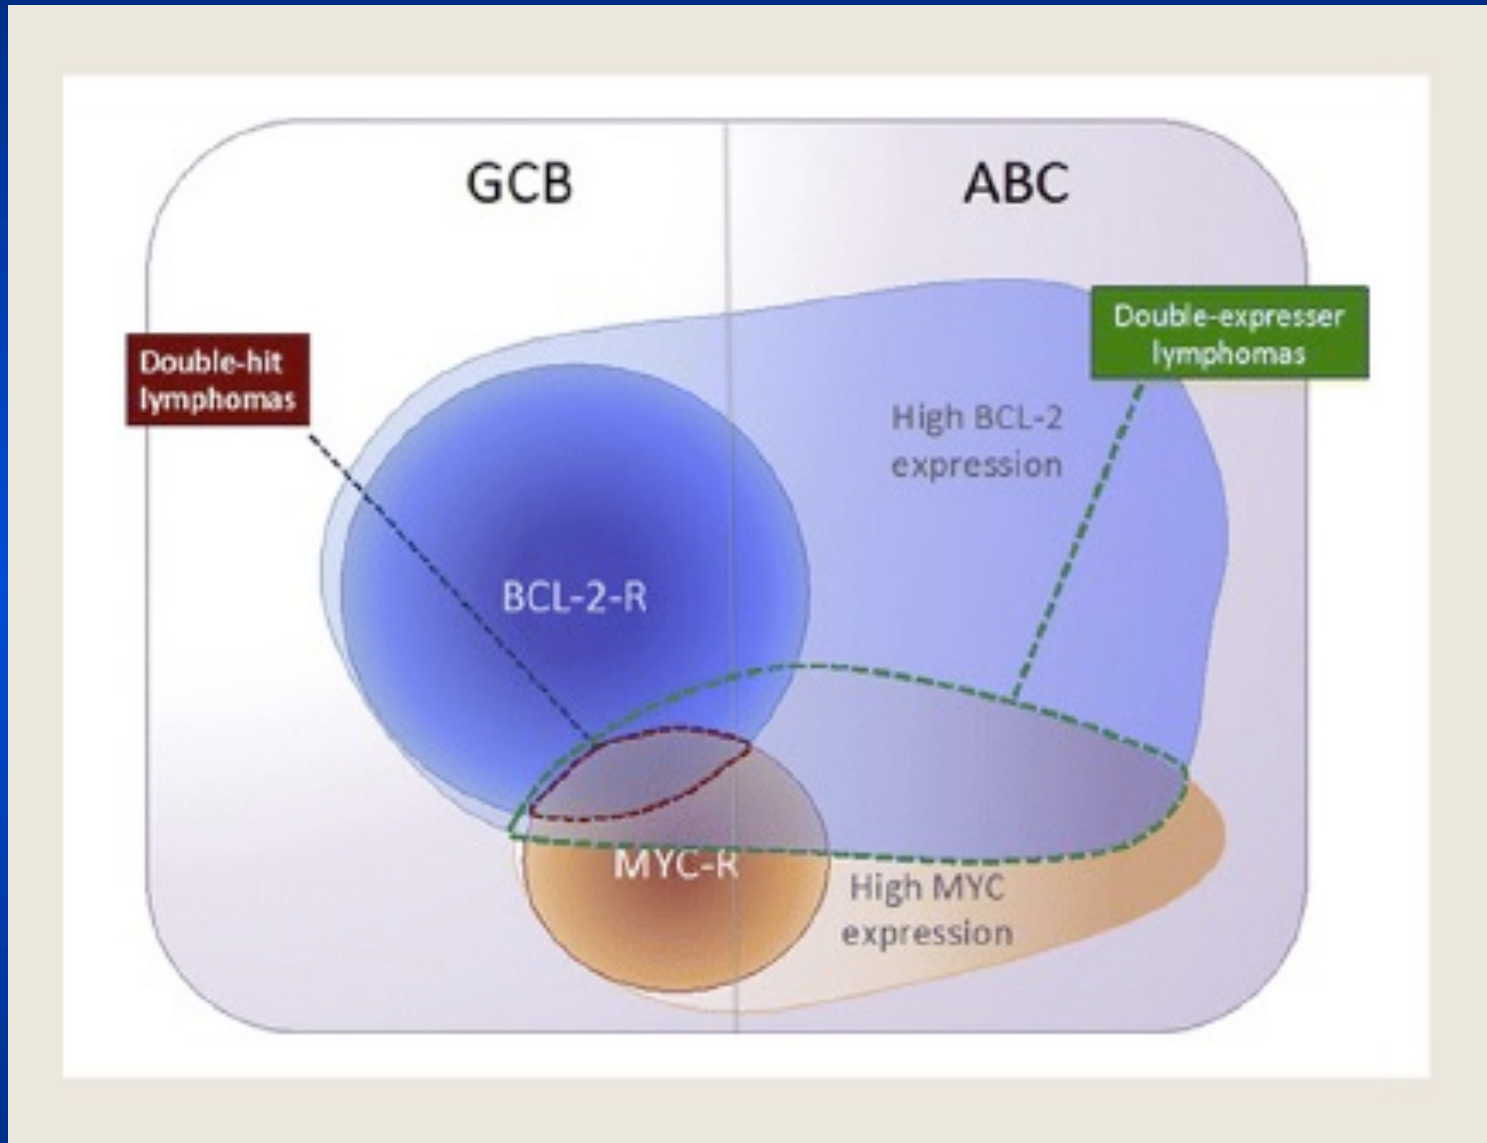 GCB
ABC
Double-hit
lymphomas
Double-expresser
lymphomas
High BCL-2
expression
BCL-2-R
MYC-R
High MYC
expression